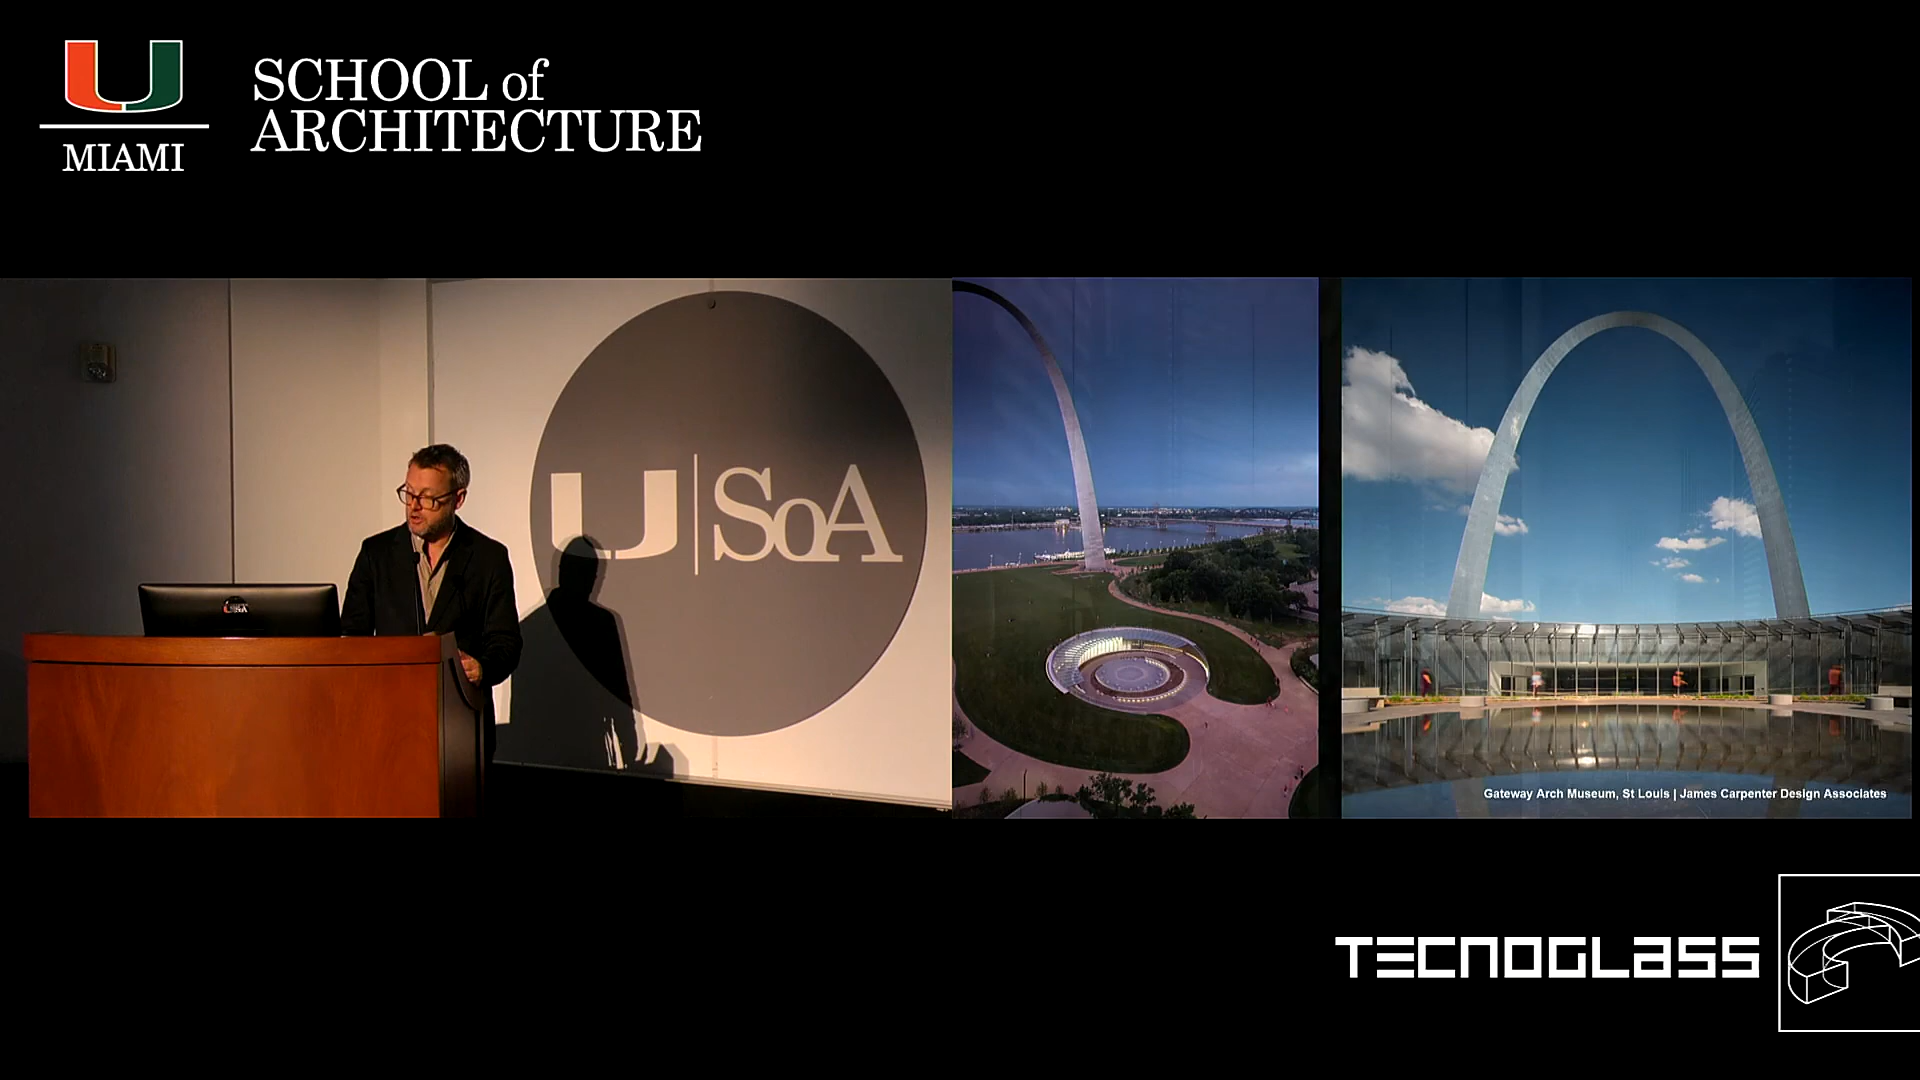 MIAMI
SCHOOL of
ARCHITECTURE
U SoA
Gateway Arch Museum, St Louis | James Carpenter Design Associates
TECNOGLASS